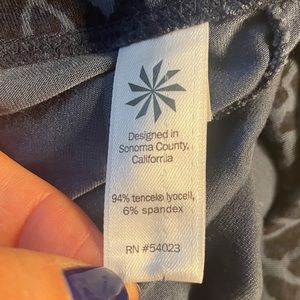 Designed in
Sonoma County,
California
94% tencel® lyocell,
6% spandex
RN #54023